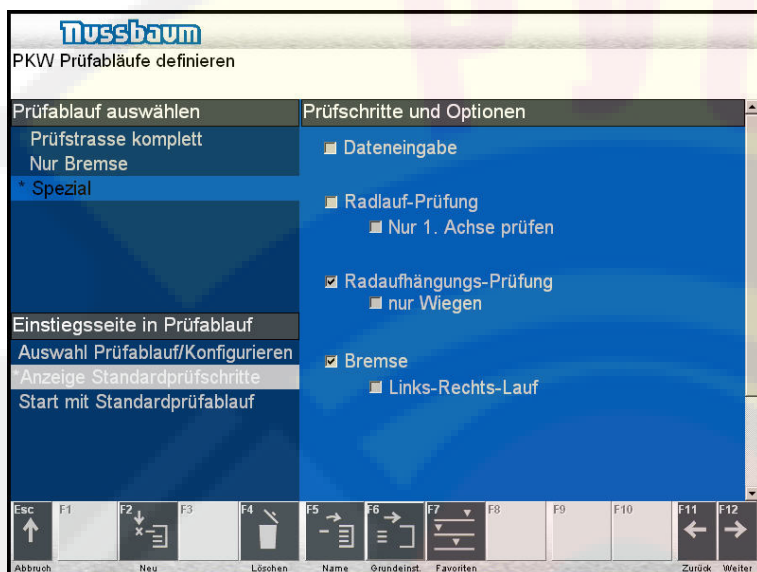 Nussbaum
PKW Prüfabläufe definieren
Prüfablauf auswählen
Prüfstrasse komplett
Nur Bremse
* Spezial
Einstiegsseite in Prüfablauf
Auswahl Prüfablauf/Konfigurieren
*Anzeige Standardprüfschritte
Start mit Standardprüfablauf
Prüfschritte und Optionen
Dateneingabe
Radlauf-Prüfung
Nur 1. Achse prüfen
Radaufhängungs-Prüfung
nur Wiegen
Bremse
Links-Rechts-Lauf
Esc F1 F2 F3 F4 F5 F6 F7 F8 F9 F10 F11 F12
Abbruch Neu Löschen Name Grundeinst. Favoriten Zurück Weiter